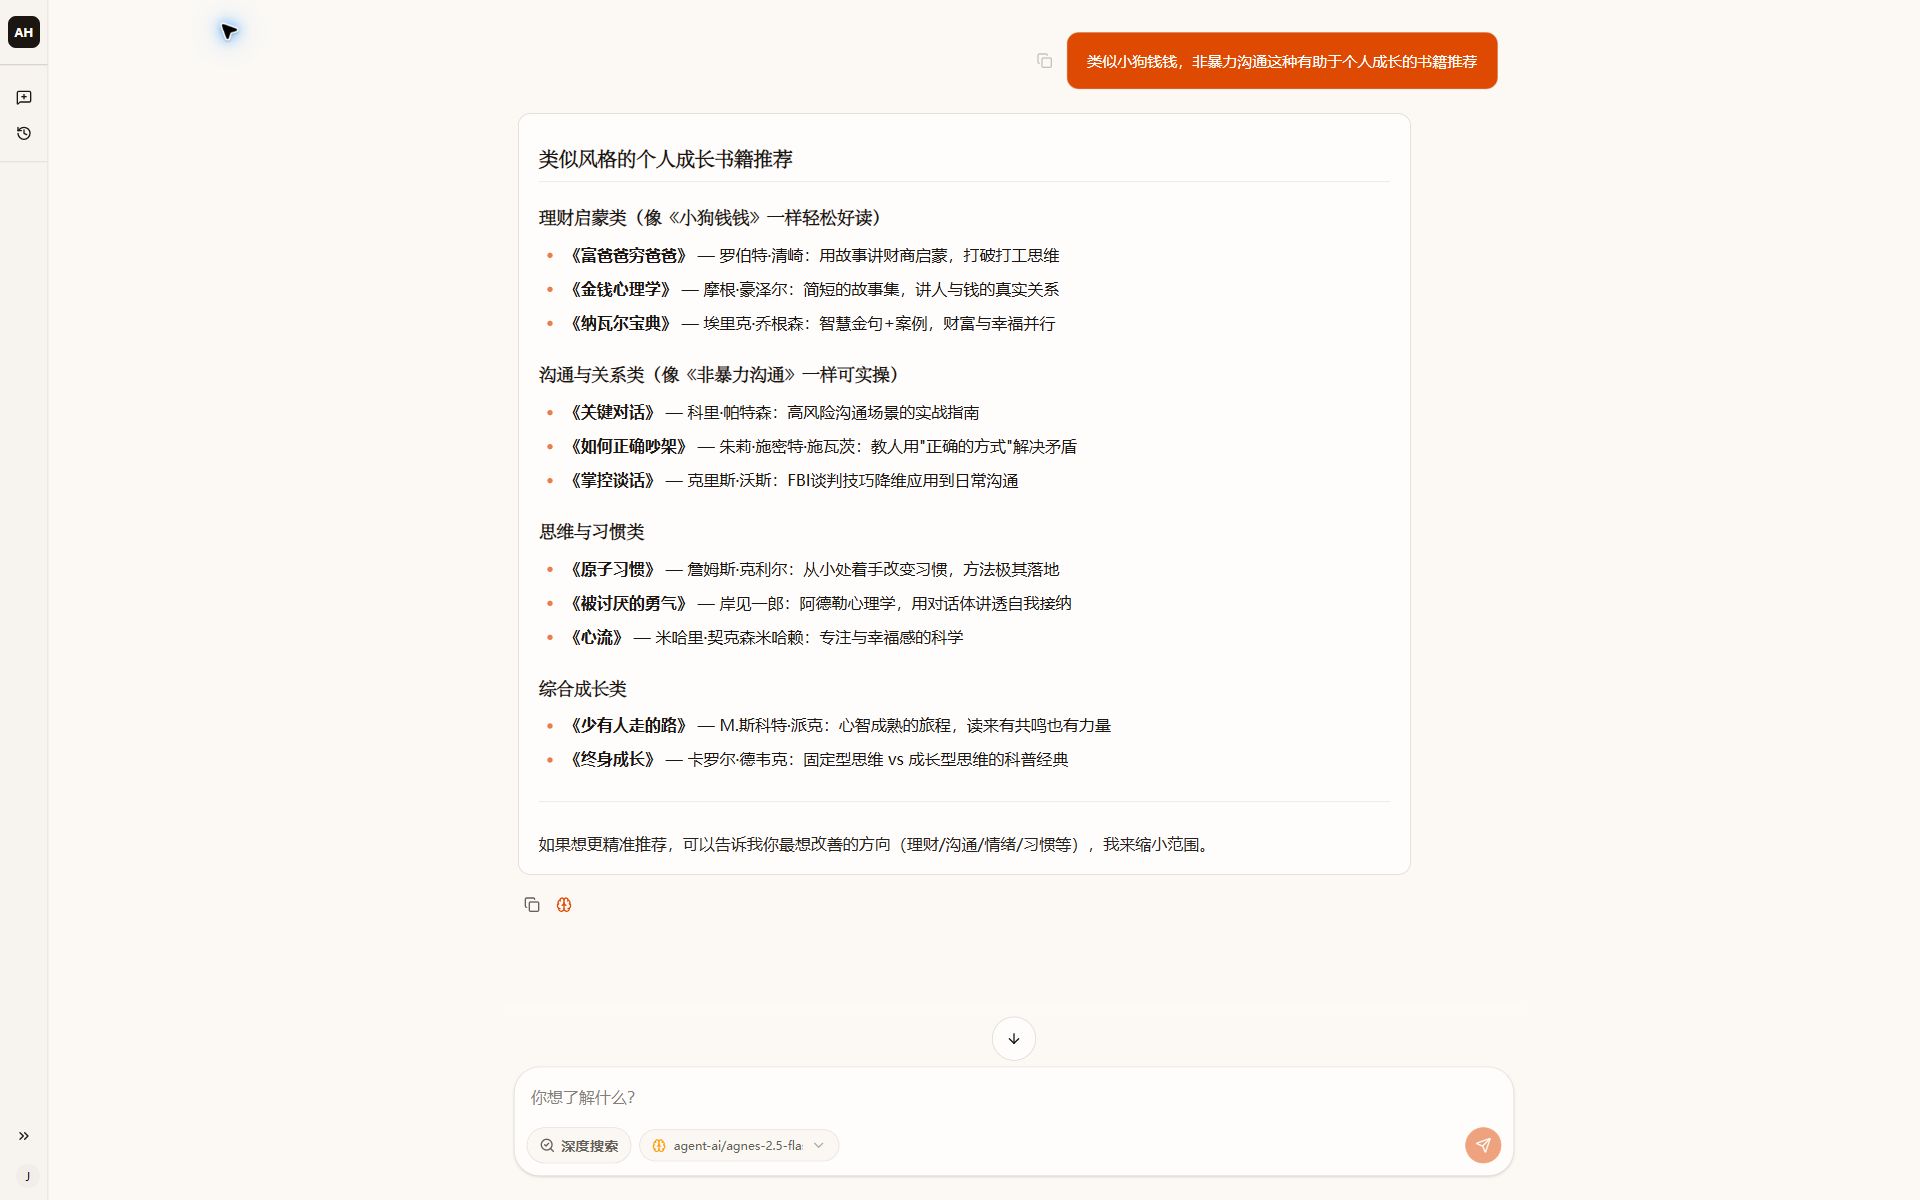 AH
类似小狗钱钱，非暴力沟通这种有助于个人成长的书籍推荐
类似风格的个人成长书籍推荐
理财启蒙类（像《小狗钱钱》一样轻松好读）
• 《富爸爸穷爸爸》 — 罗伯特·清崎：用故事讲财商启蒙，打破打工思维
• 《金钱心理学》 — 摩根·豪泽尔：简短的故事集，讲人与钱的真实关系
• 《纳瓦尔宝典》 — 埃里克·乔根森：智慧金句+案例，财富与幸福并行
沟通与关系类（像《非暴力沟通》一样可实操）
• 《关键对话》 — 科里·帕特森：高风险沟通场景的实战指南
• 《如何正确吵架》 — 朱莉·施密特·施瓦茨：教人用"正确的方式"解决矛盾
• 《掌控谈话》 — 克里斯·沃斯：FBI谈判技巧降维应用到日常沟通
思维与习惯类
• 《原子习惯》 — 詹姆斯·克利尔：从小处着手改变习惯，方法极其落地
• 《被讨厌的勇气》 — 岸见一郎：阿德勒心理学，用对话体讲透自我接纳
• 《心流》 — 米哈里·契克森米哈赖：专注与幸福感的科学
综合成长类
• 《少有人走的路》 — M.斯科特·派克：心智成熟的旅程，读来有共鸣也有力量
• 《终身成长》 — 卡罗尔·德韦克：固定型思维 vs 成长型思维的科普经典
如果想更精准推荐，可以告诉我你最想改善的方向（理财/沟通/情绪/习惯等），我来缩小范围。
你想了解什么？
深度搜索
agent-ai/agnes-2.5-fla
J